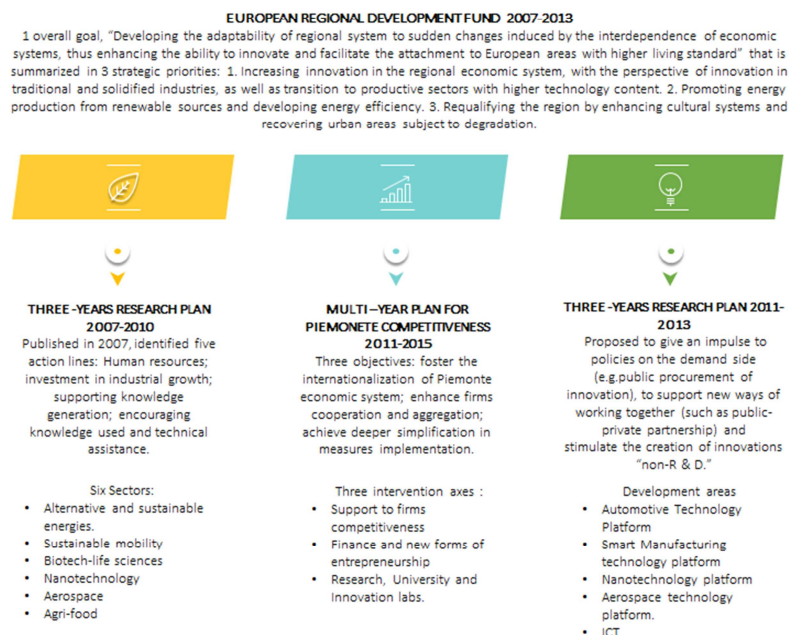 EUROPEAN REGIONAL DEVELOPMENT FUND 2007-2013
1 overall goal, "Developing the adaptability of regional system to sudden changes induced by the interdependence of economic
systems, thus enhancing the ability to innovate and facilitate the attachment to European areas with higher living standard" that is
summarized in 3 strategic priorities: 1. Increasing innovation in the regional economic system, with the perspective of innovation in
traditional and solidified industries, as well as transition to productive sectors with higher technology content. 2. Promoting energy
production from renewable sources and developing energy efficiency. 3. Requalifying the region by enhancing cultural systems and
recovering urban areas subject to degradation.
THREE -YEARS RESEARCH PLAN
2007-2010
Published in 2007, identified five
action lines: Human resources;
investment in industrial growth;
supporting knowledge
generation; encouraging
knowledge used and technical
assistance.
Six Sectors:
• Alternative and sustainable
energies.
• Sustainable mobility
• Biotech-life sciences
• Nanotechnology
• Aerospace
• Agri-food
MULTI –YEAR PLAN FOR
PIEMONETE COMPETITIVENESS
2011-2015
Three objectives: foster the
internationalization of Piemonte
economic system; enhance firms
cooperation and aggregation;
achieve deeper simplification in
measures implementation.
Three intervention axes :
• Support to firms
competitiveness
• Finance and new forms of
entrepreneurship
• Research, University and
Innovation labs.
THREE -YEARS RESEARCH PLAN 2011-
2013
Proposed to give an impulse to
policies on the demand side
(e.g.public procurement of
innovation), to support new ways of
working together (such as public-
private partnership) and
stimulate the creation of innovations
"non-R & D."
Development areas
• Automotive Technology
Platform
• Smart Manufacturing
technology platform
• Nanotechnology platform
• Aerospace technology
platform.
• ICT